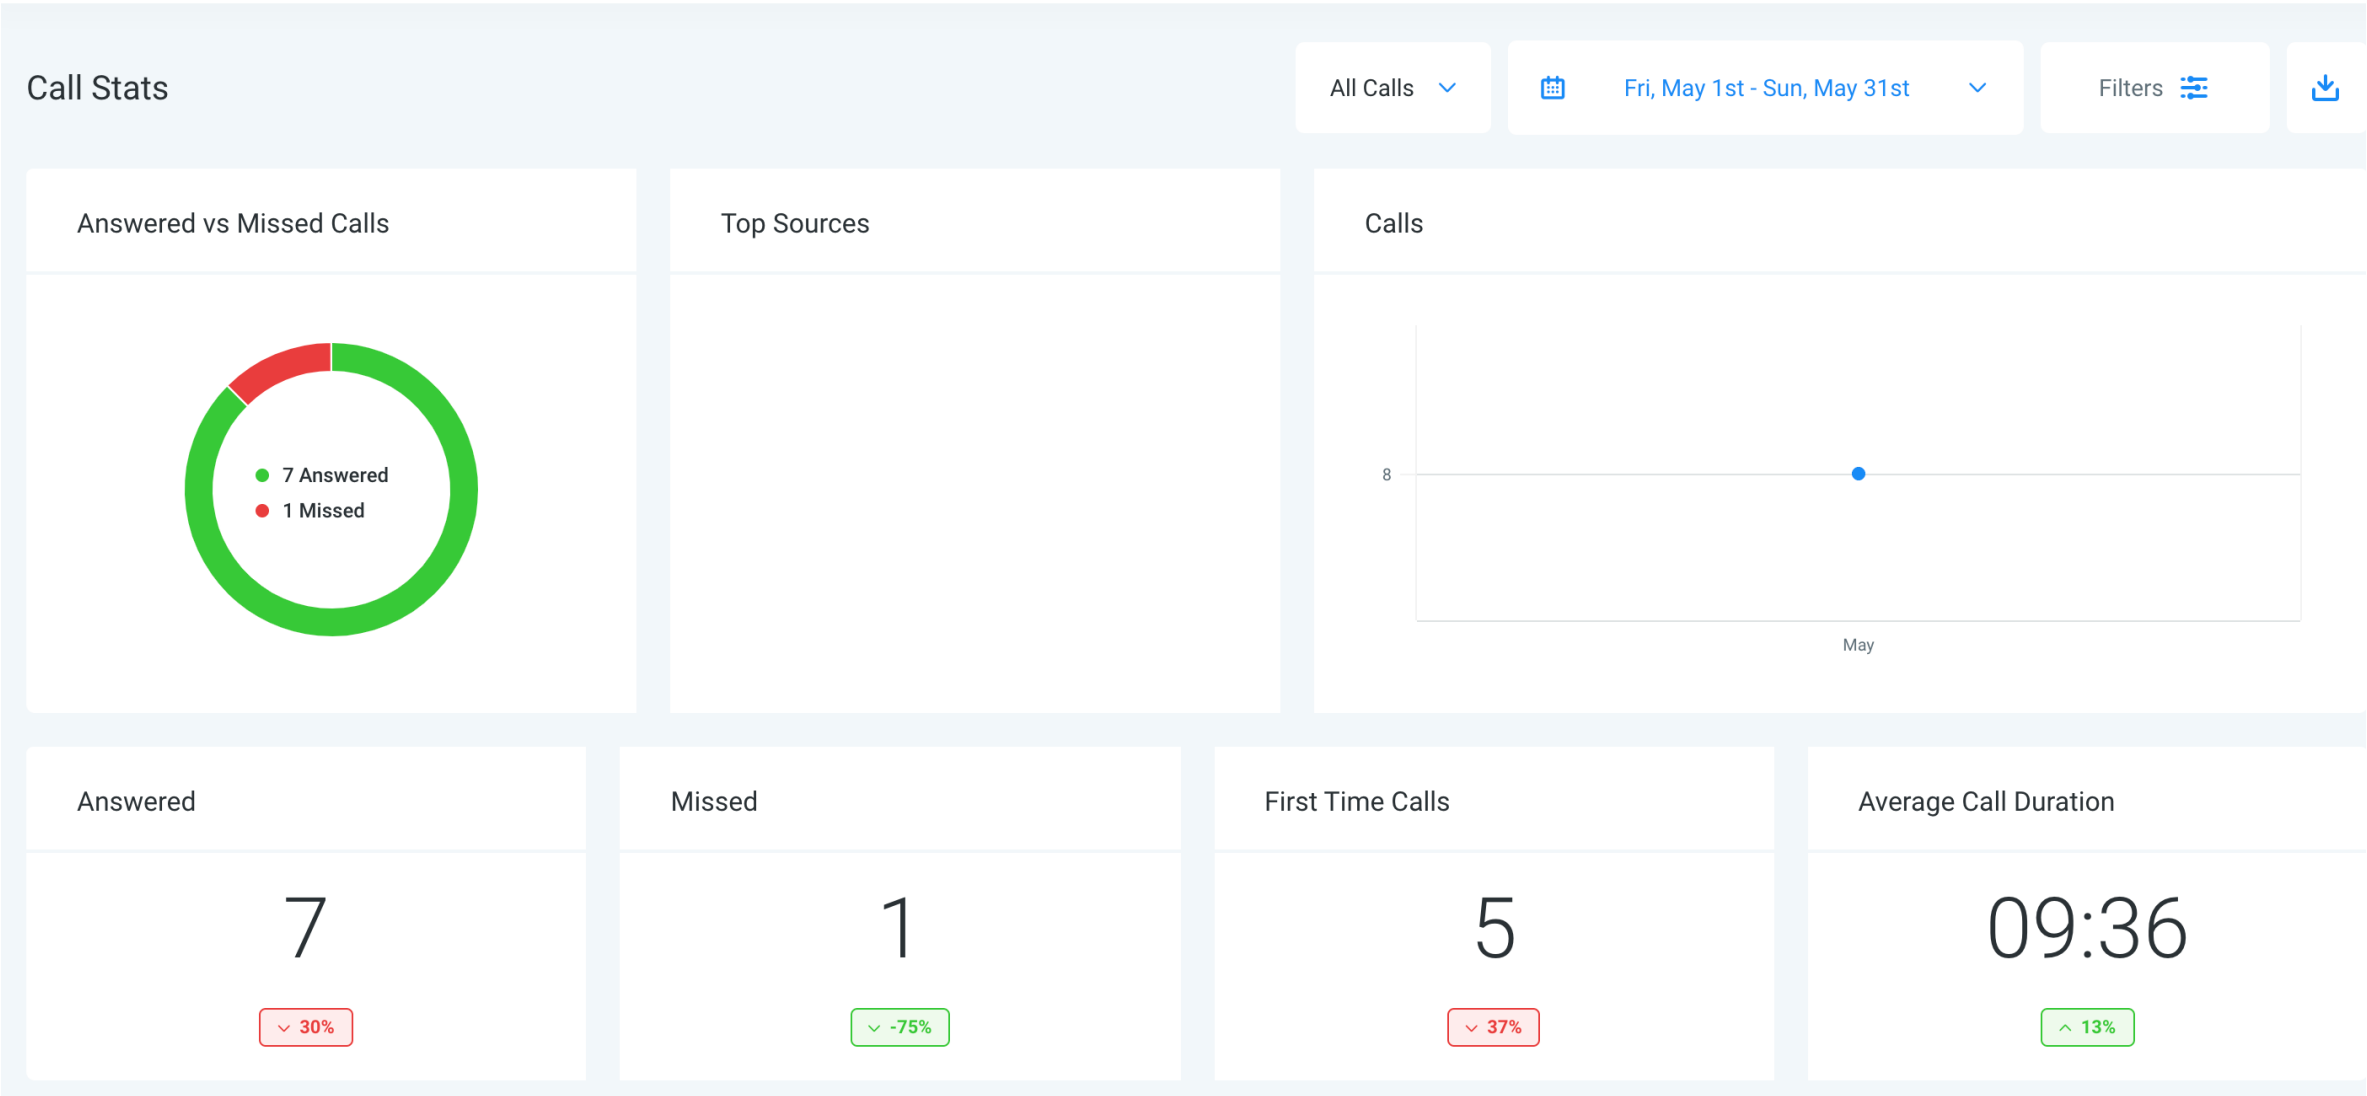 Call Stats
All Calls
Fri, May 1st - Sun, May 31st
Filters
Answered vs Missed Calls
Top Sources
Calls
7 Answered
1 Missed
8
May
Answered
Missed
First Time Calls
Average Call Duration
7
1
5
09:36
30%
-75%
37%
13%